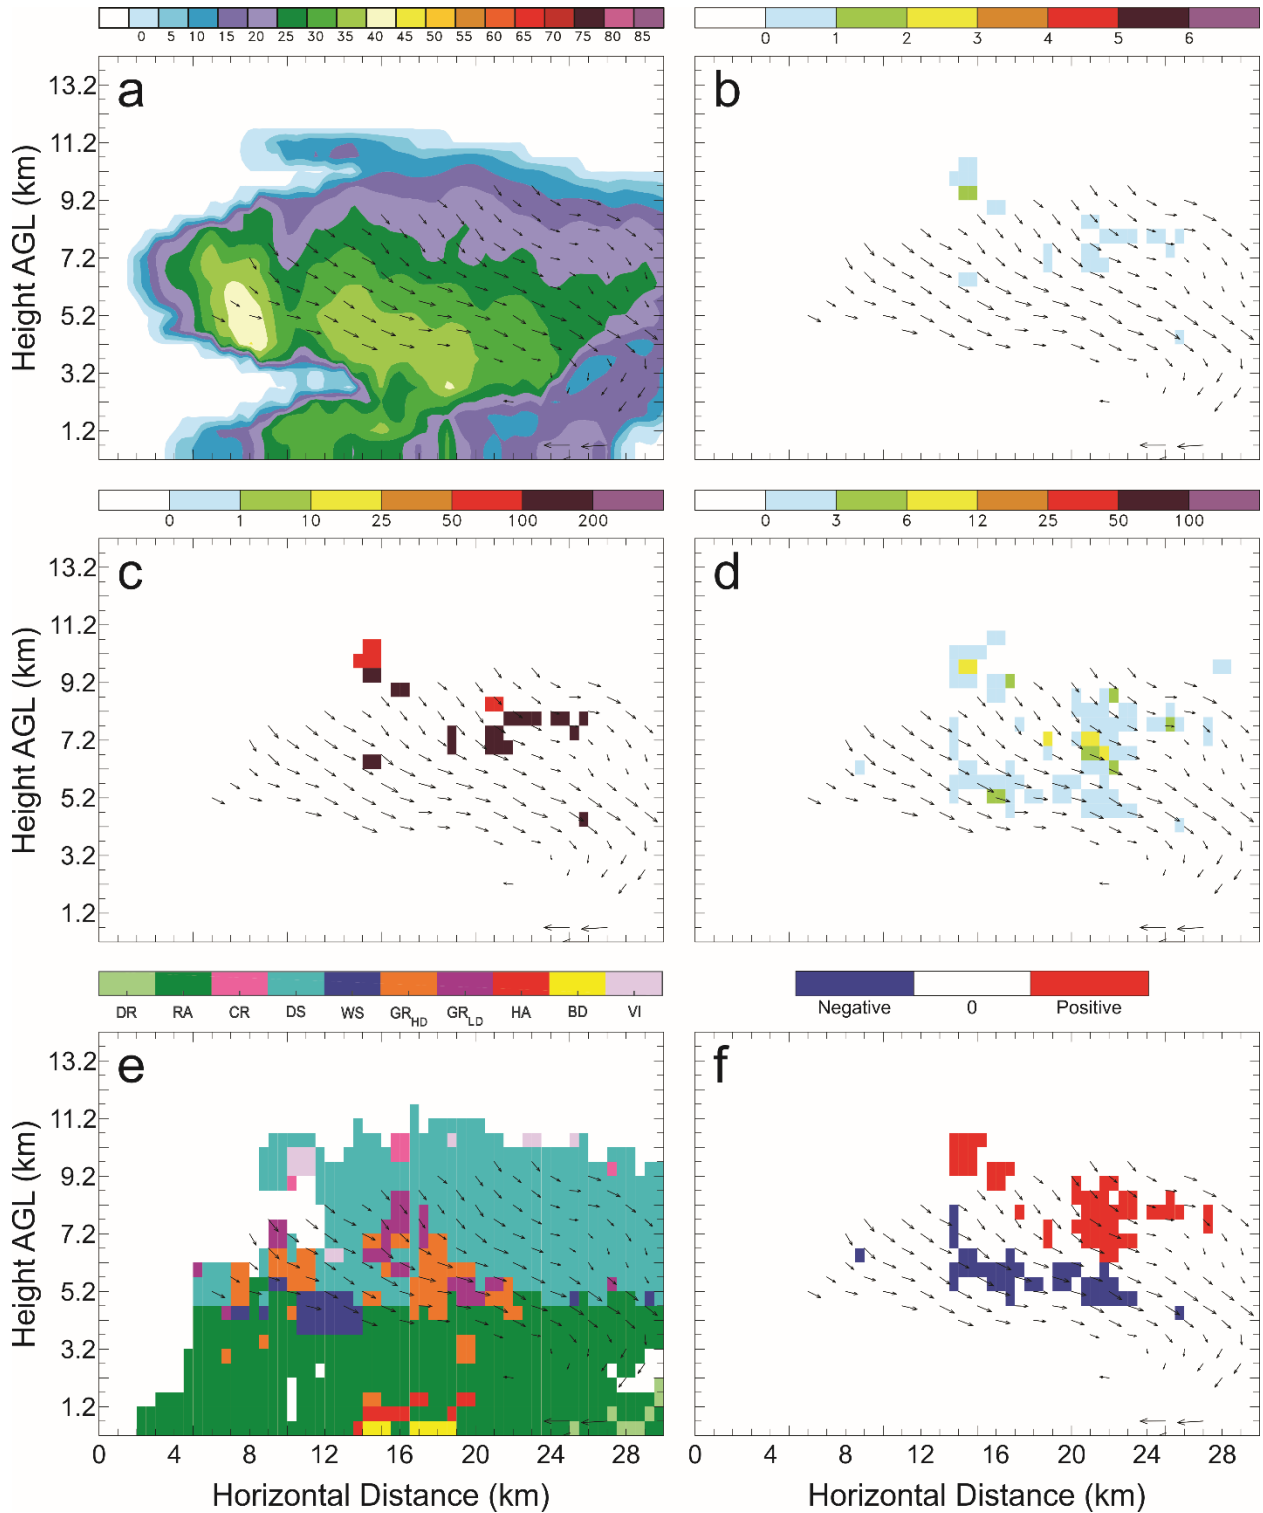 0 5 10 15 20 25 30 35 40 45 50 55 60 65 70 75 80 85
0 1 2 3 4 5 6
a
b
13.2
11.2
9.2
7.2
5.2
3.2
1.2
Height AGL (km)
0 1 10 25 50 100 200
0 3 6 12 25 50 100
c
d
13.2
11.2
9.2
7.2
5.2
3.2
1.2
Height AGL (km)
DR RA CR DS WS GR HD GR LD HA BD VI
Negative 0 Positive
e
f
13.2
11.2
9.2
7.2
5.2
3.2
1.2
Height AGL (km)
0 4 8 12 16 20 24 28
0 4 8 12 16 20 24 28
Horizontal Distance (km)
Horizontal Distance (km)